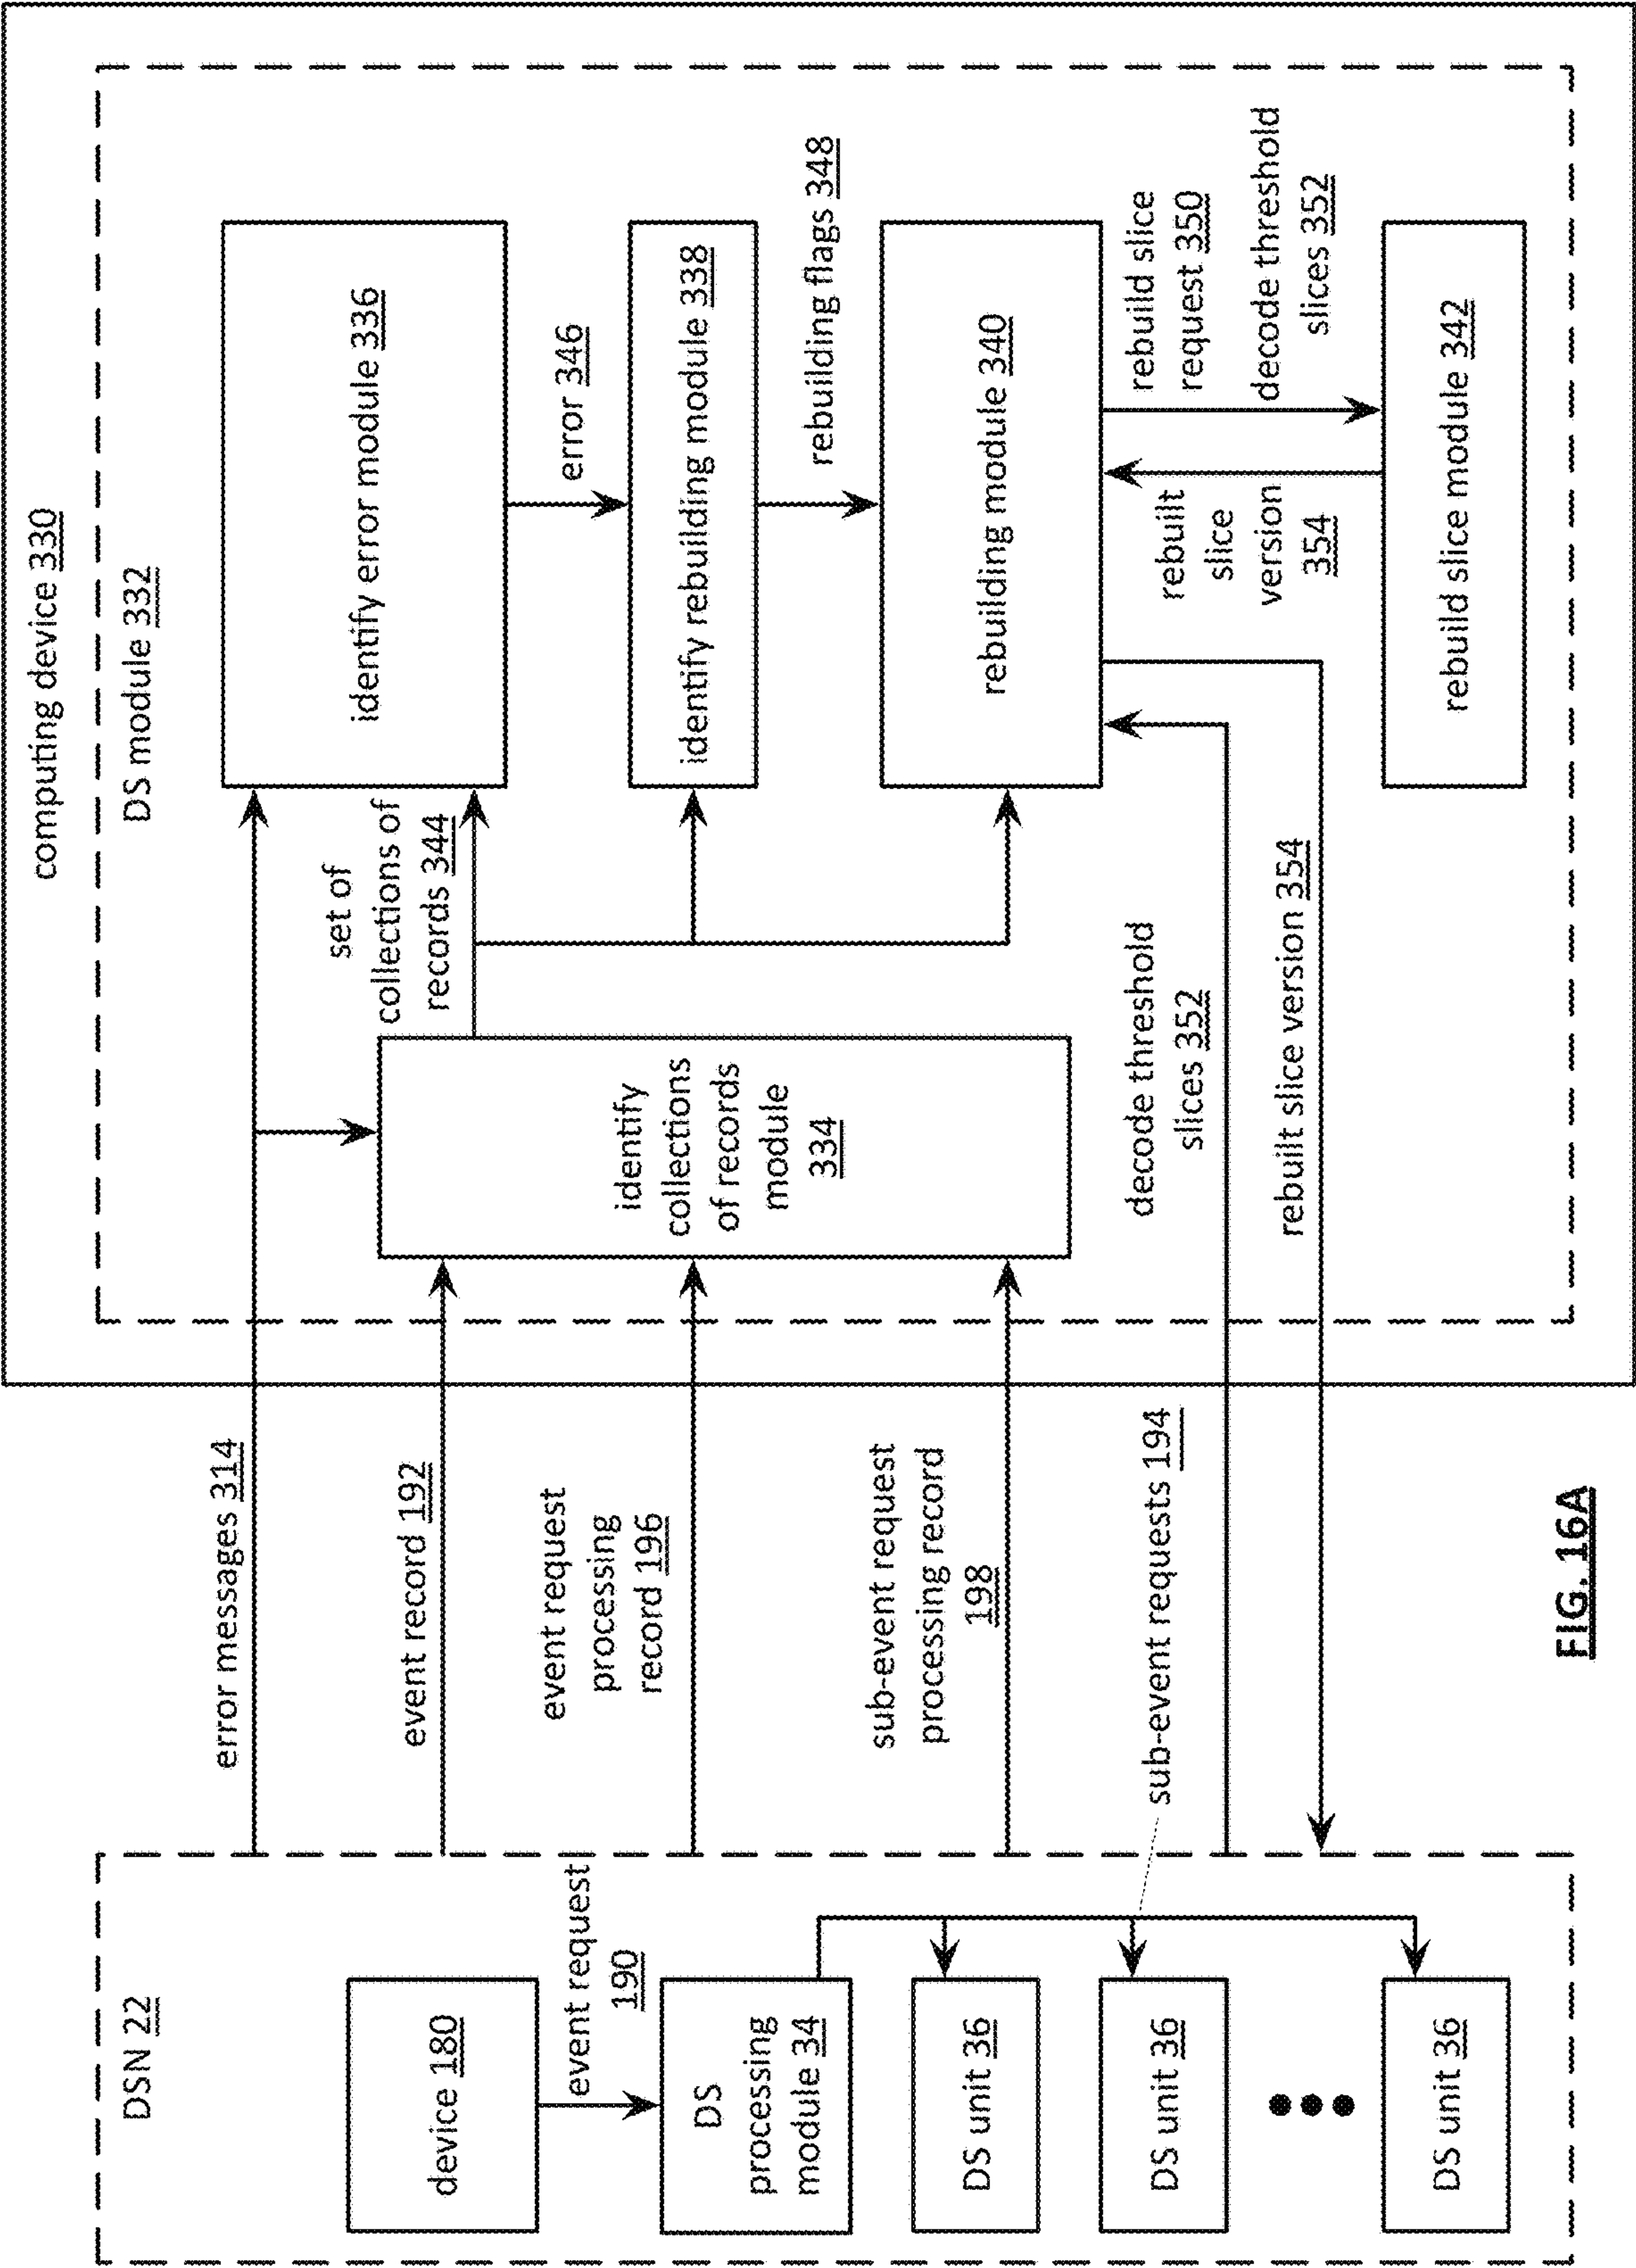 computing device 330
DS module 332
identify error module 336
error 346
identify rebuilding module 338
rebuilding flags 348
rebuilding module 340
rebuild slice
request 350
decode threshold
slices 352
rebuilt
slice
version
354
rebuild slice module 342
set of
collections of
records 344
identify
collections
of records
module
334
decode threshold
slices 352
rebuilt slice version 354
error messages 314
event record 192
event request
processing
record 196
sub-event request
processing record
198
sub-event requests 194
DSN 22
device 180
event request
190
DS
processing
module 34
DS unit 36
DS unit 36
DS unit 36
FIG. 16A